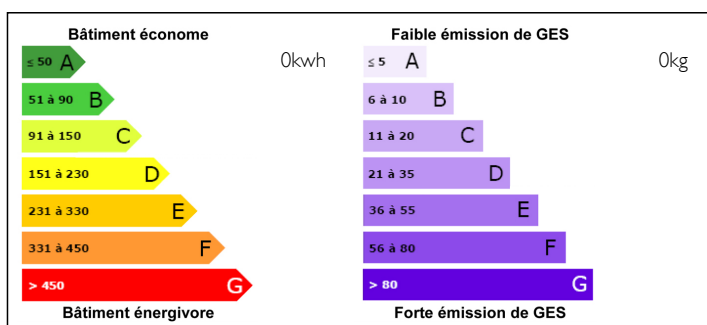 Bâtiment économe
≤ 50 A 0kwh
51 à 90 B
91 à 150 C
151 à 230 D
231 à 330 E
331 à 450 F
> 450 G
Bâtiment énergivore
Faible émission de GES
≤ 5 A 0kg
6 à 10 B
11 à 20 C
21 à 35 D
36 à 55 E
56 à 80 F
> 80 G
Forte émission de GES